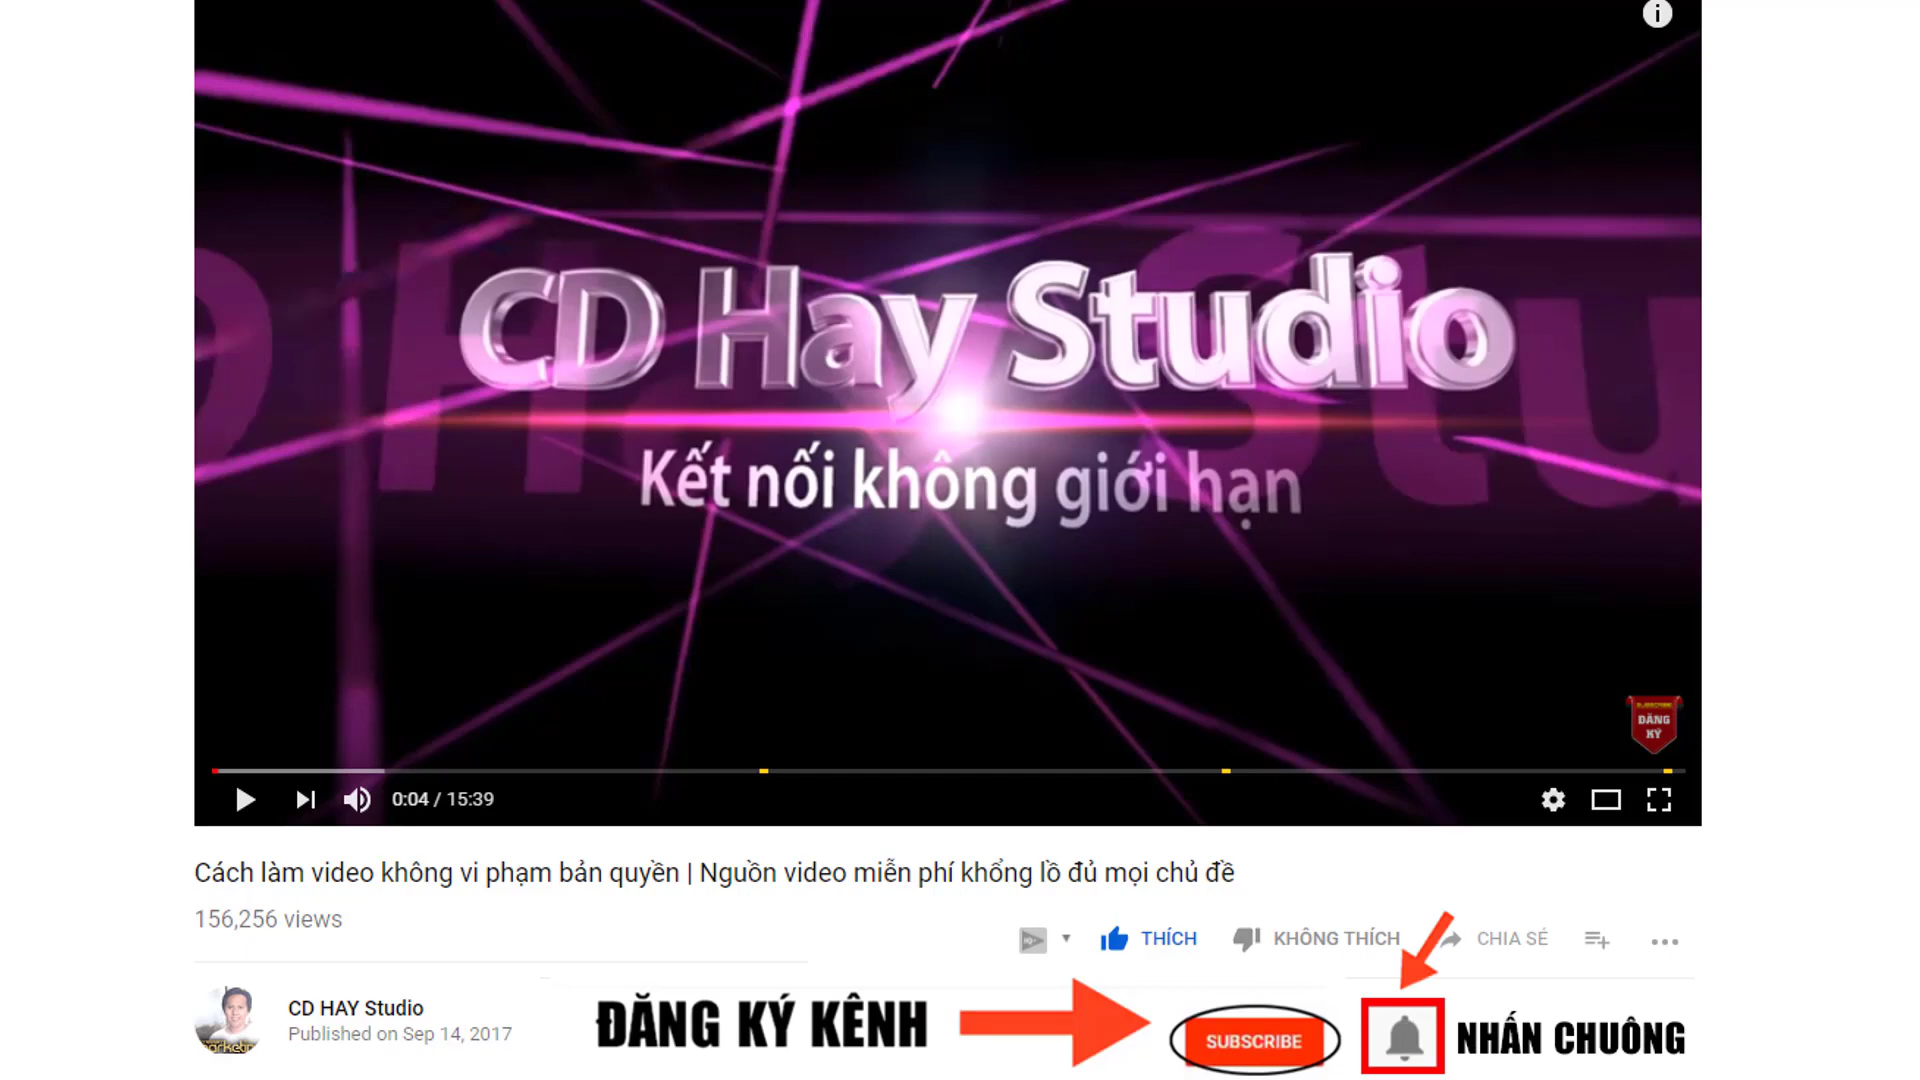 CD Hay Studio
Kết nối không giới hạn
SUBSCRIBE
ĐĂNG
KÝ
0:04 / 15:39
Cách làm video không vi phạm bản quyền | Nguồn video miễn phí khổng lồ đủ mọi chủ đề
156,256 views
THÍCH
KHÔNG THÍCH
CHIA SẺ
CD HAY Studio
Published on Sep 14, 2017
ĐĂNG KÝ KÊNH
SUBSCRIBE
NHẤN CHUÔNG